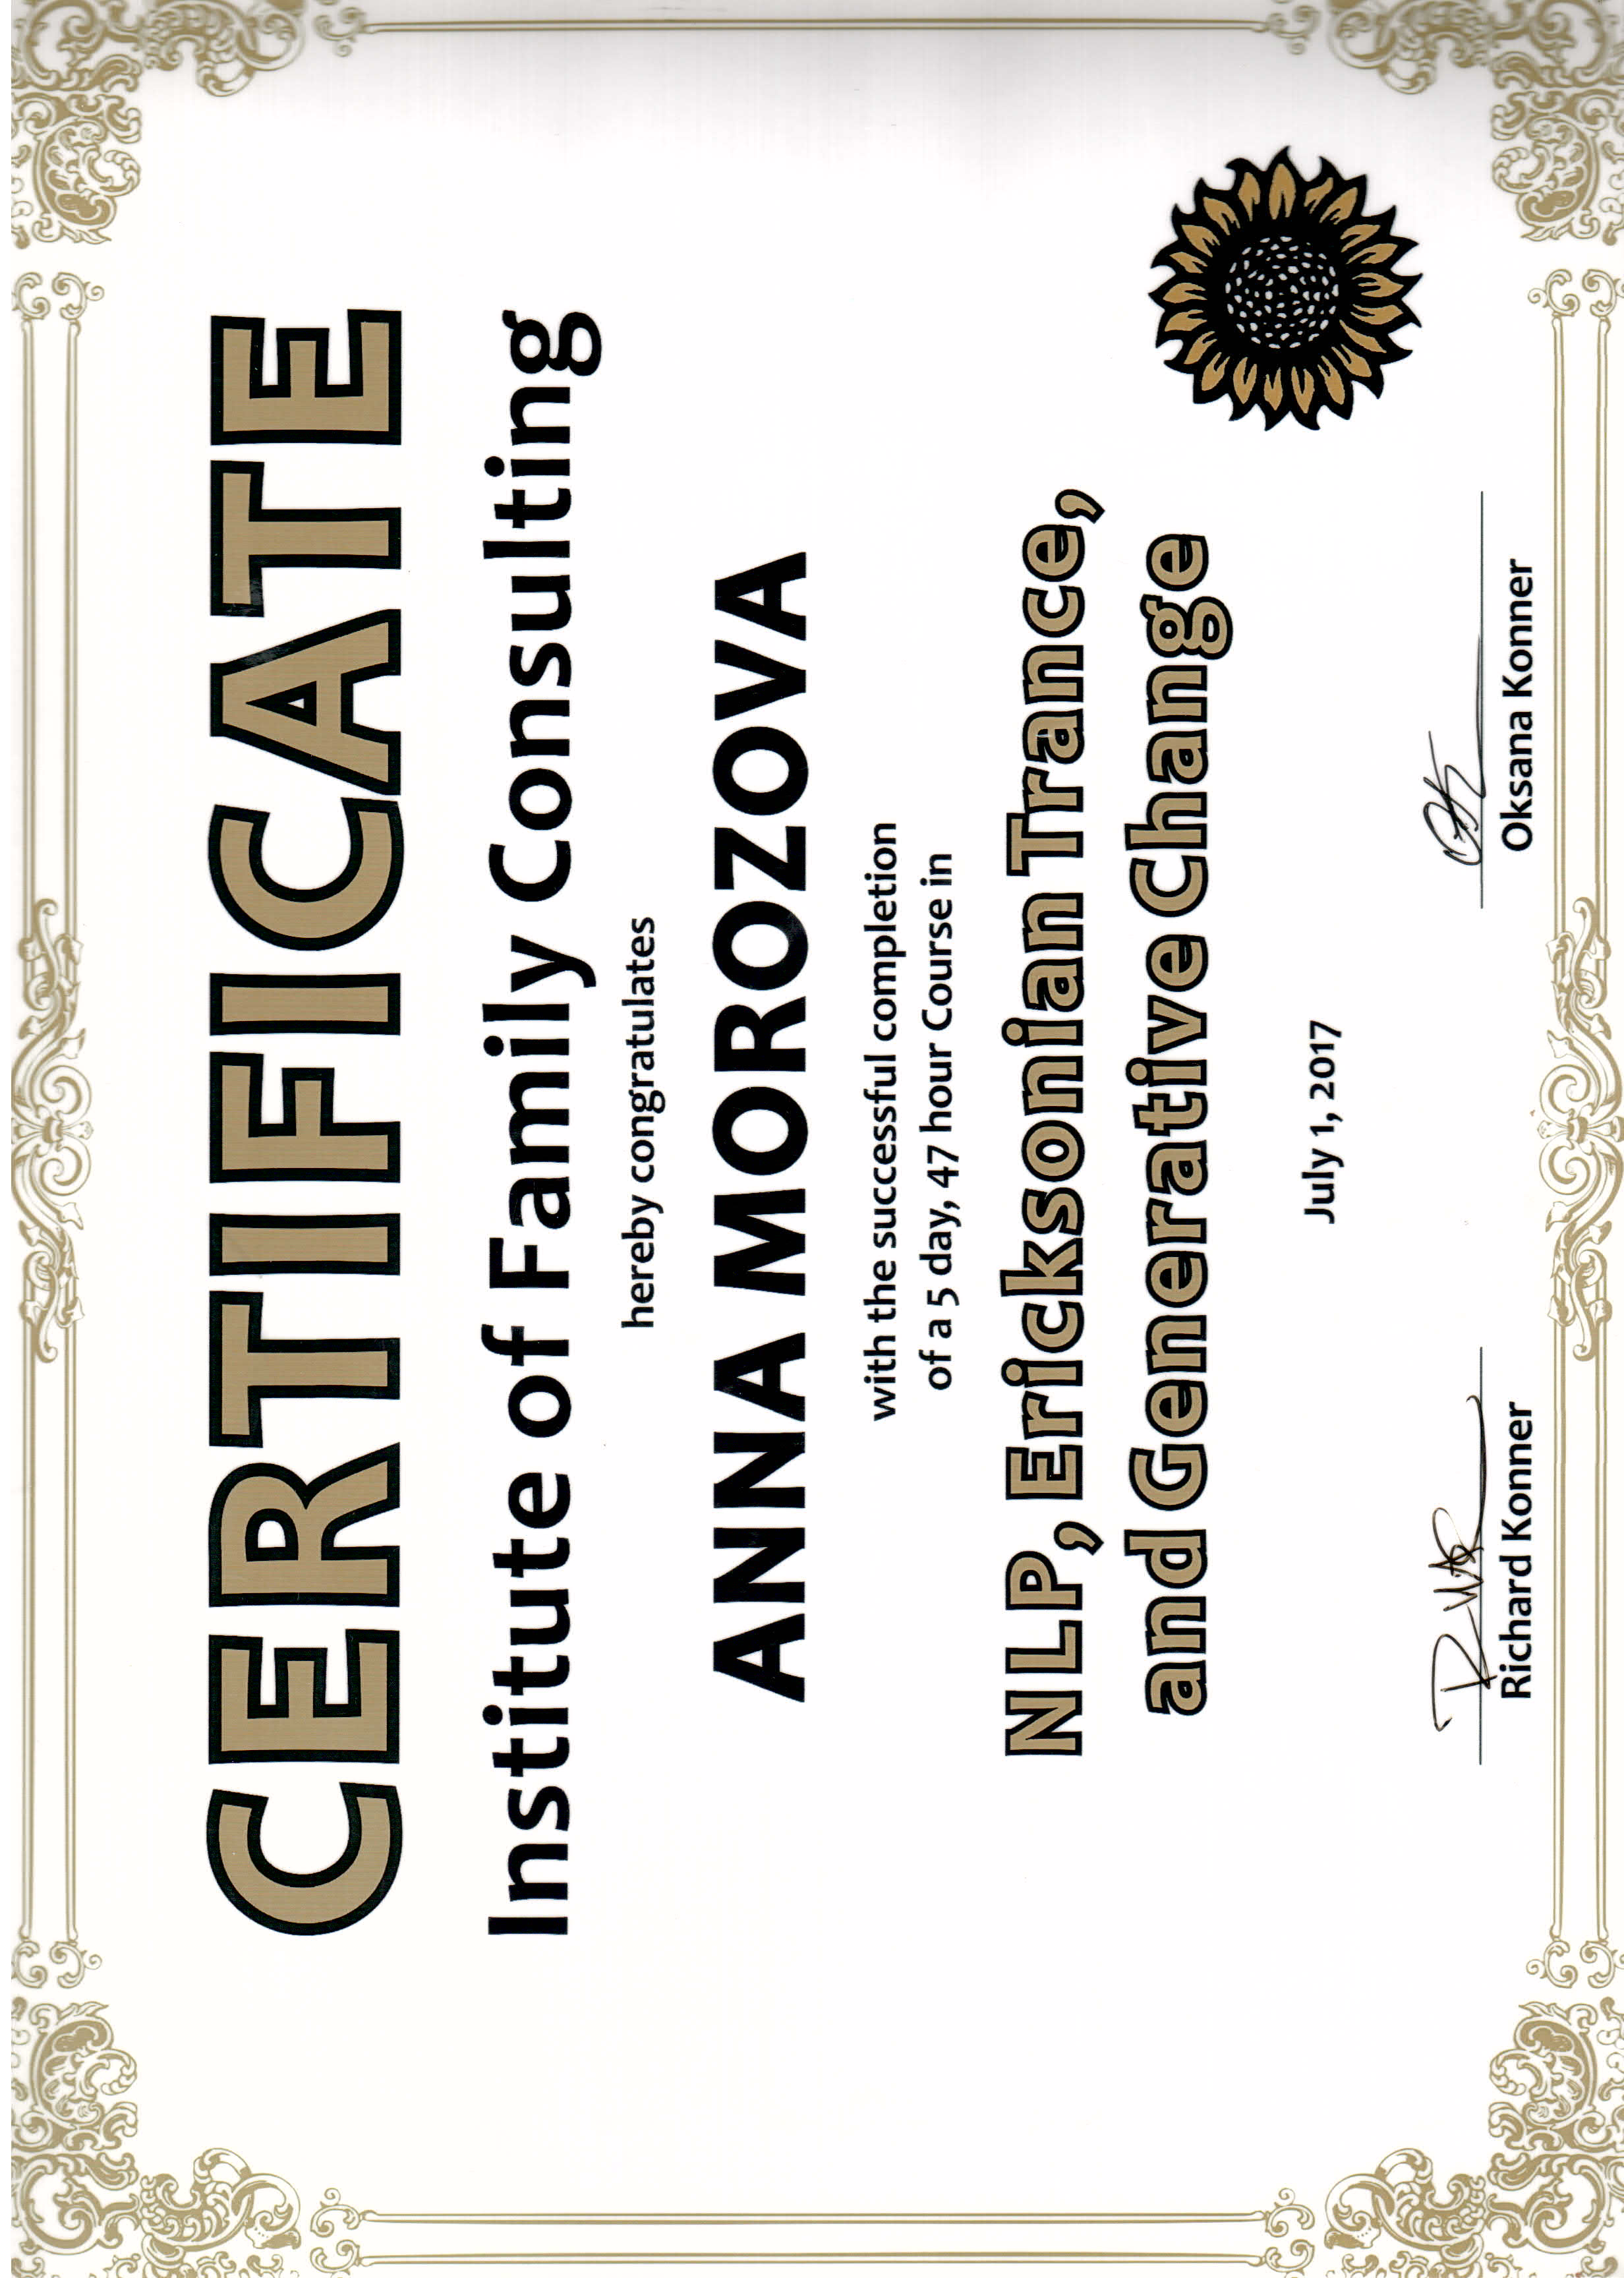 CERTIFICATE
Institute of Family Consulting
hereby congratulates
ANNA MOROZOVA
with the successful completion
of a 5 day, 47 hour Course in
NLP, Ericksonian Trance,
and Generative Change
July 1, 2017
Richard Konner
Oksana Konner